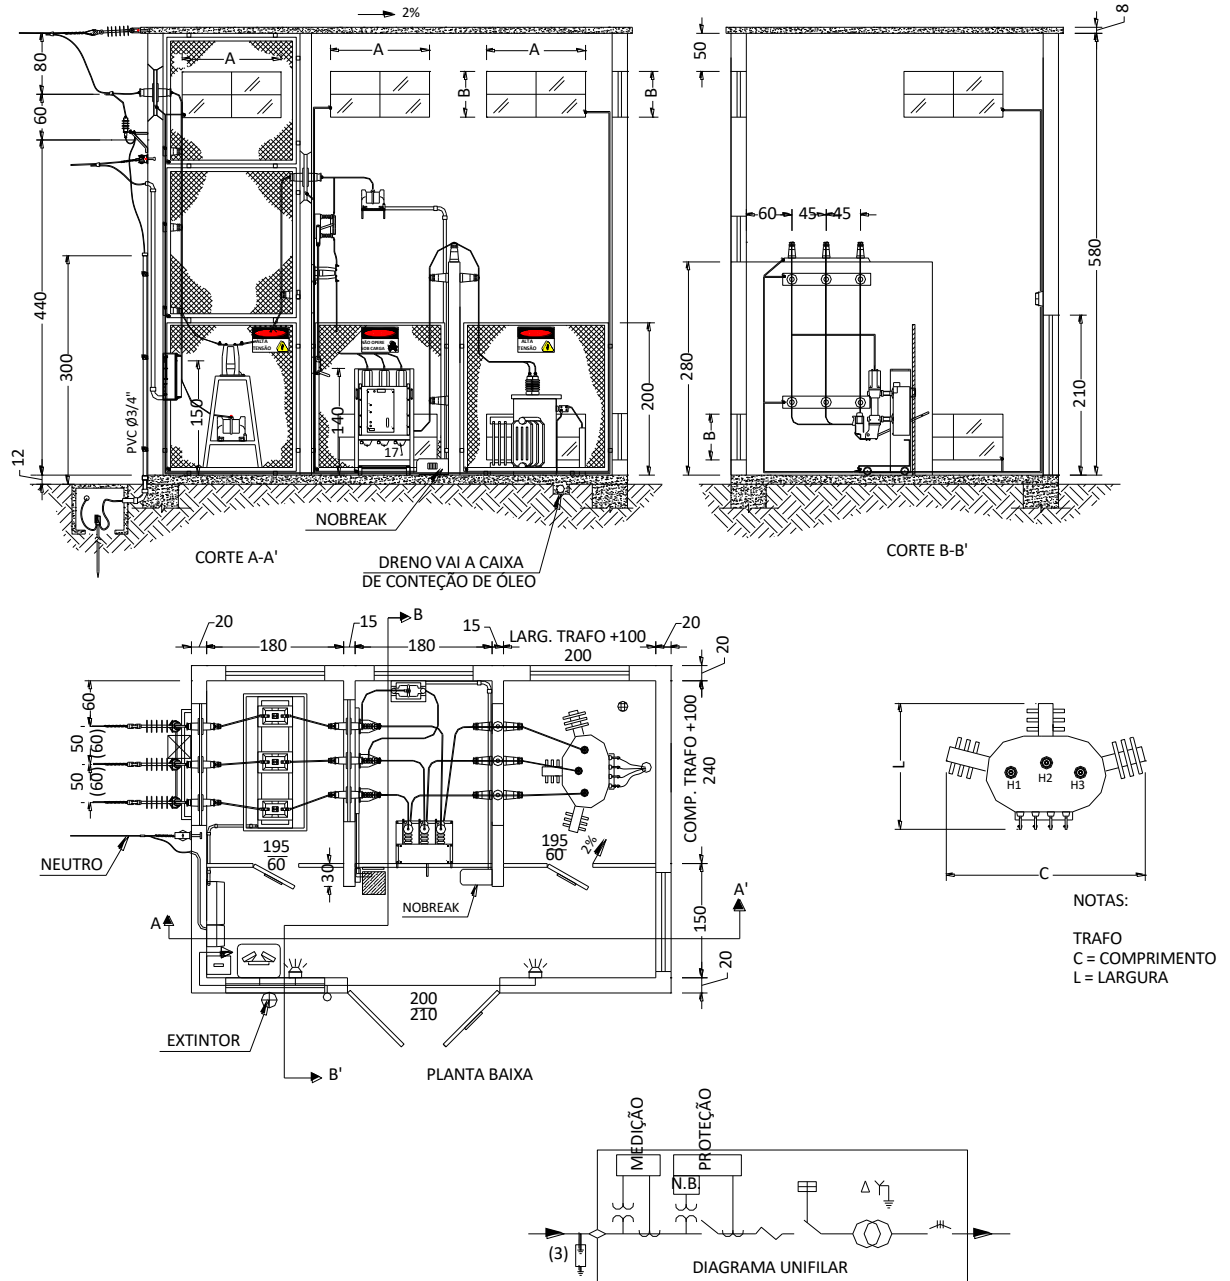 2%
80
60
440
300
12
PVC Ø3/4"
A
A
A
B
B
ALTA
TENSÃO
NÃO OPERE
SOB CARGA
ALTA
TENSÃO
150
140
17
200
NOBREAK
CORTE A-A'
DRENO VAI A CAIXA
DE CONTEÇÃO DE ÓLEO
50
8
580
60
45
45
280
210
B
CORTE B-B'
20
180
15
180
B
15
LARG. TRAFO +100
200
20
20
60
50
(60)
50
(60)
COMP. TRAFO +100
240
NEUTRO
195
60
30
195
60
2%
NOBREAK
A
A'
150
20
200
210
EXTINTOR
B'
PLANTA BAIXA
L
H1
H2
H3
C
NOTAS:
TRAFO
C = COMPRIMENTO
L = LARGURA
MEDIÇÃO
PROTEÇÃO
N.B.
(3)
DIAGRAMA UNIFILAR